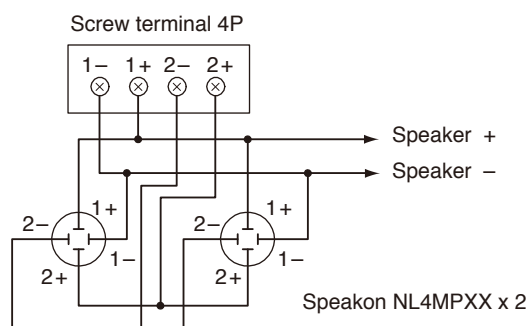 Screw terminal 4P
1− 1+ 2− 2+
Speaker +
Speaker −
2− 1+ 2− 1+
2+ 1− 2+ 1−
Speakon NL4MPXX x 2